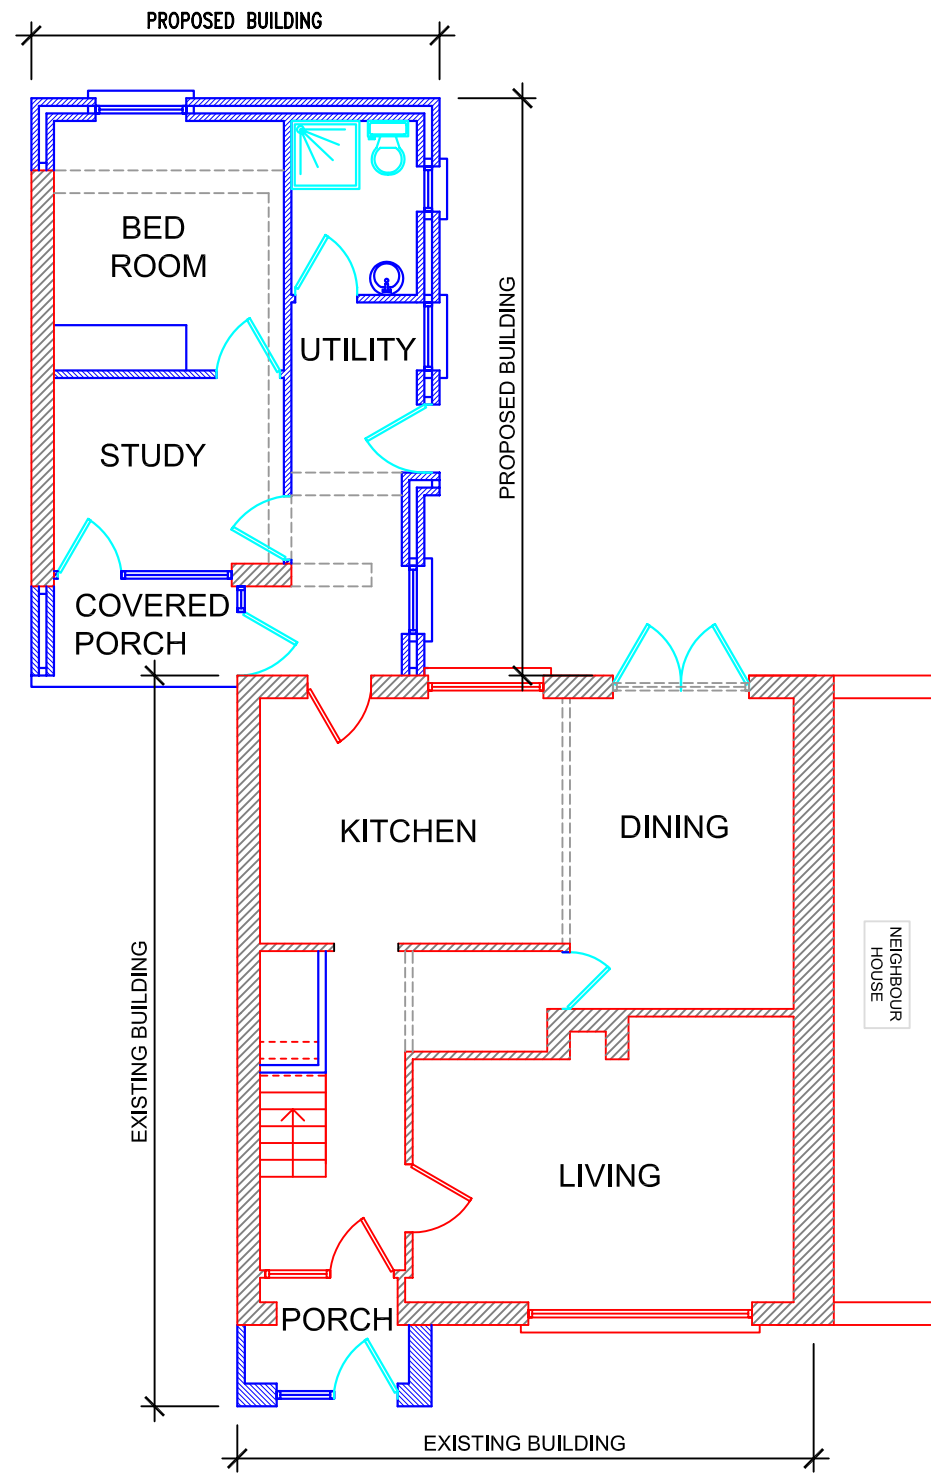 PROPOSED BUILDING
BED
ROOM
UTILITY
PROPOSED BUILDING
STUDY
COVERED
PORCH
KITCHEN
DINING
NEIGHBOUR
HOUSE
EXISTING BUILDING
LIVING
PORCH
EXISTING BUILDING